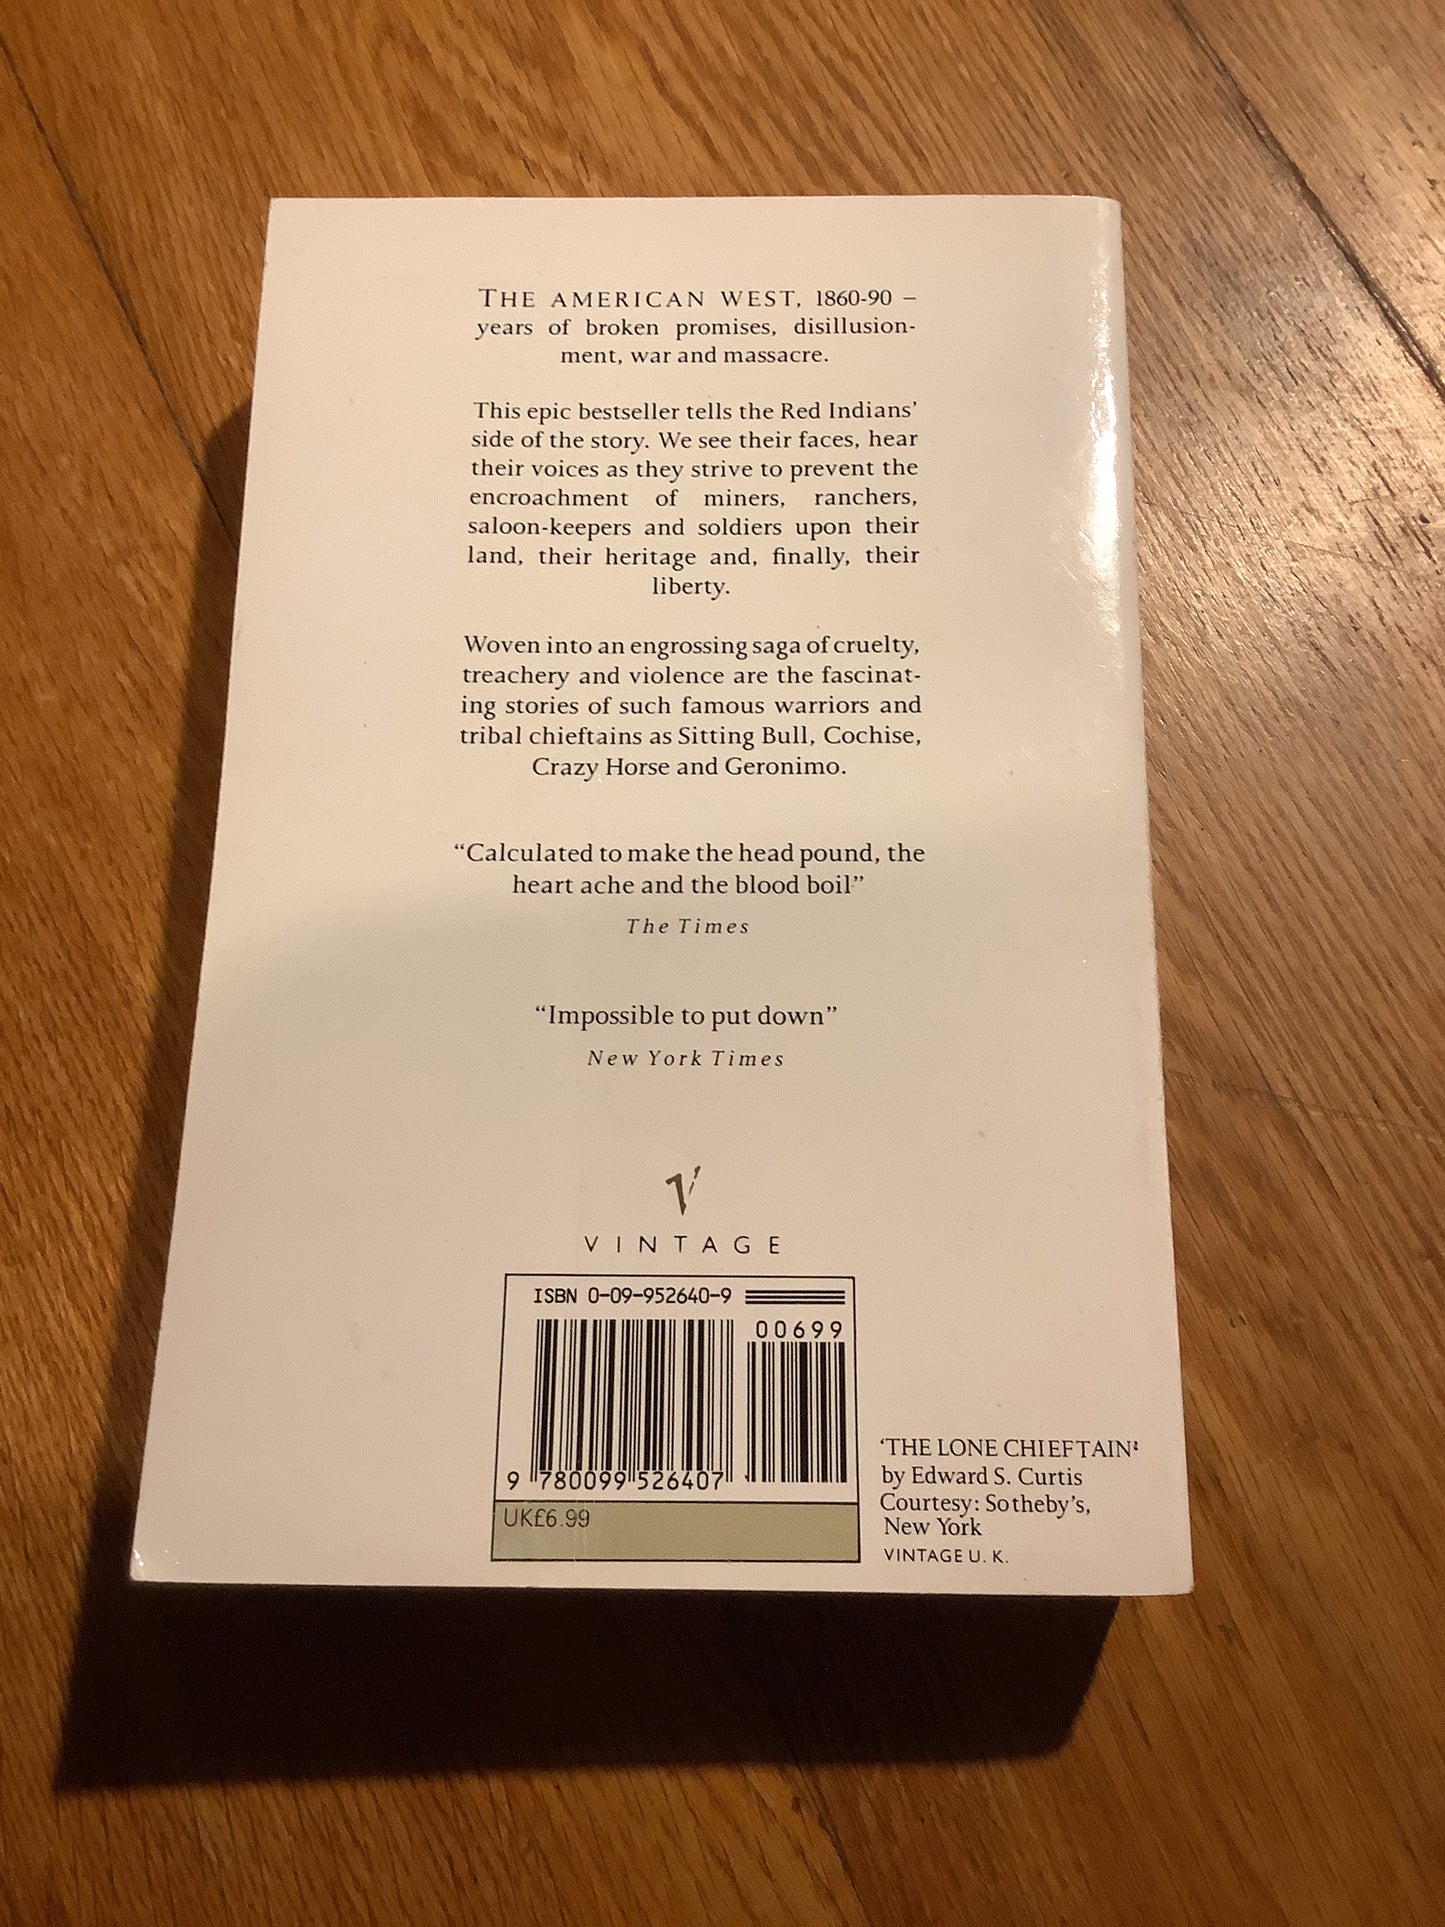 THE AMERICAN WEST, 1860-90 –
years of broken promises, disillusion-
ment, war and massacre.
This epic bestseller tells the Red Indians’
side of the story. We see their faces, hear
their voices as they strive to prevent the
encroachment of miners, ranchers,
saloon-keepers and soldiers upon their
land, their heritage and, finally, their
liberty.
Woven into an engrossing saga of cruelty,
treachery and violence are the fascinat-
ing stories of such famous warriors and
tribal chieftains as Sitting Bull, Cochise,
Crazy Horse and Geronimo.
“Calculated to make the head pound, the
heart ache and the blood boil”
The Times
“Impossible to put down”
New York Times
V
VINTAGE
ISBN 0-09-952640-9
00699
9 780099 526407
UK£6.99
‘THE LONE CHIEFTAIN’
by Edward S. Curtis
Courtesy: Sotheby’s,
New York
VINTAGE U. K.